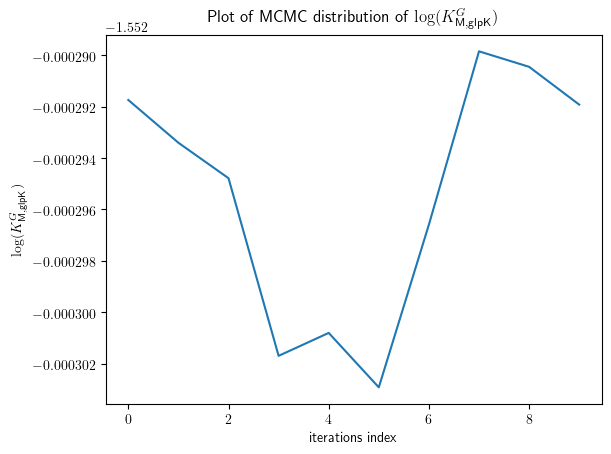 Plot of MCMC distribution of log(K^G_{M,glpK})
−1.552
−0.000290
−0.000292
−0.000294
−0.000296
−0.000298
−0.000300
−0.000302
log(K^G_{M,glpK})
0 2 4 6 8
iterations index